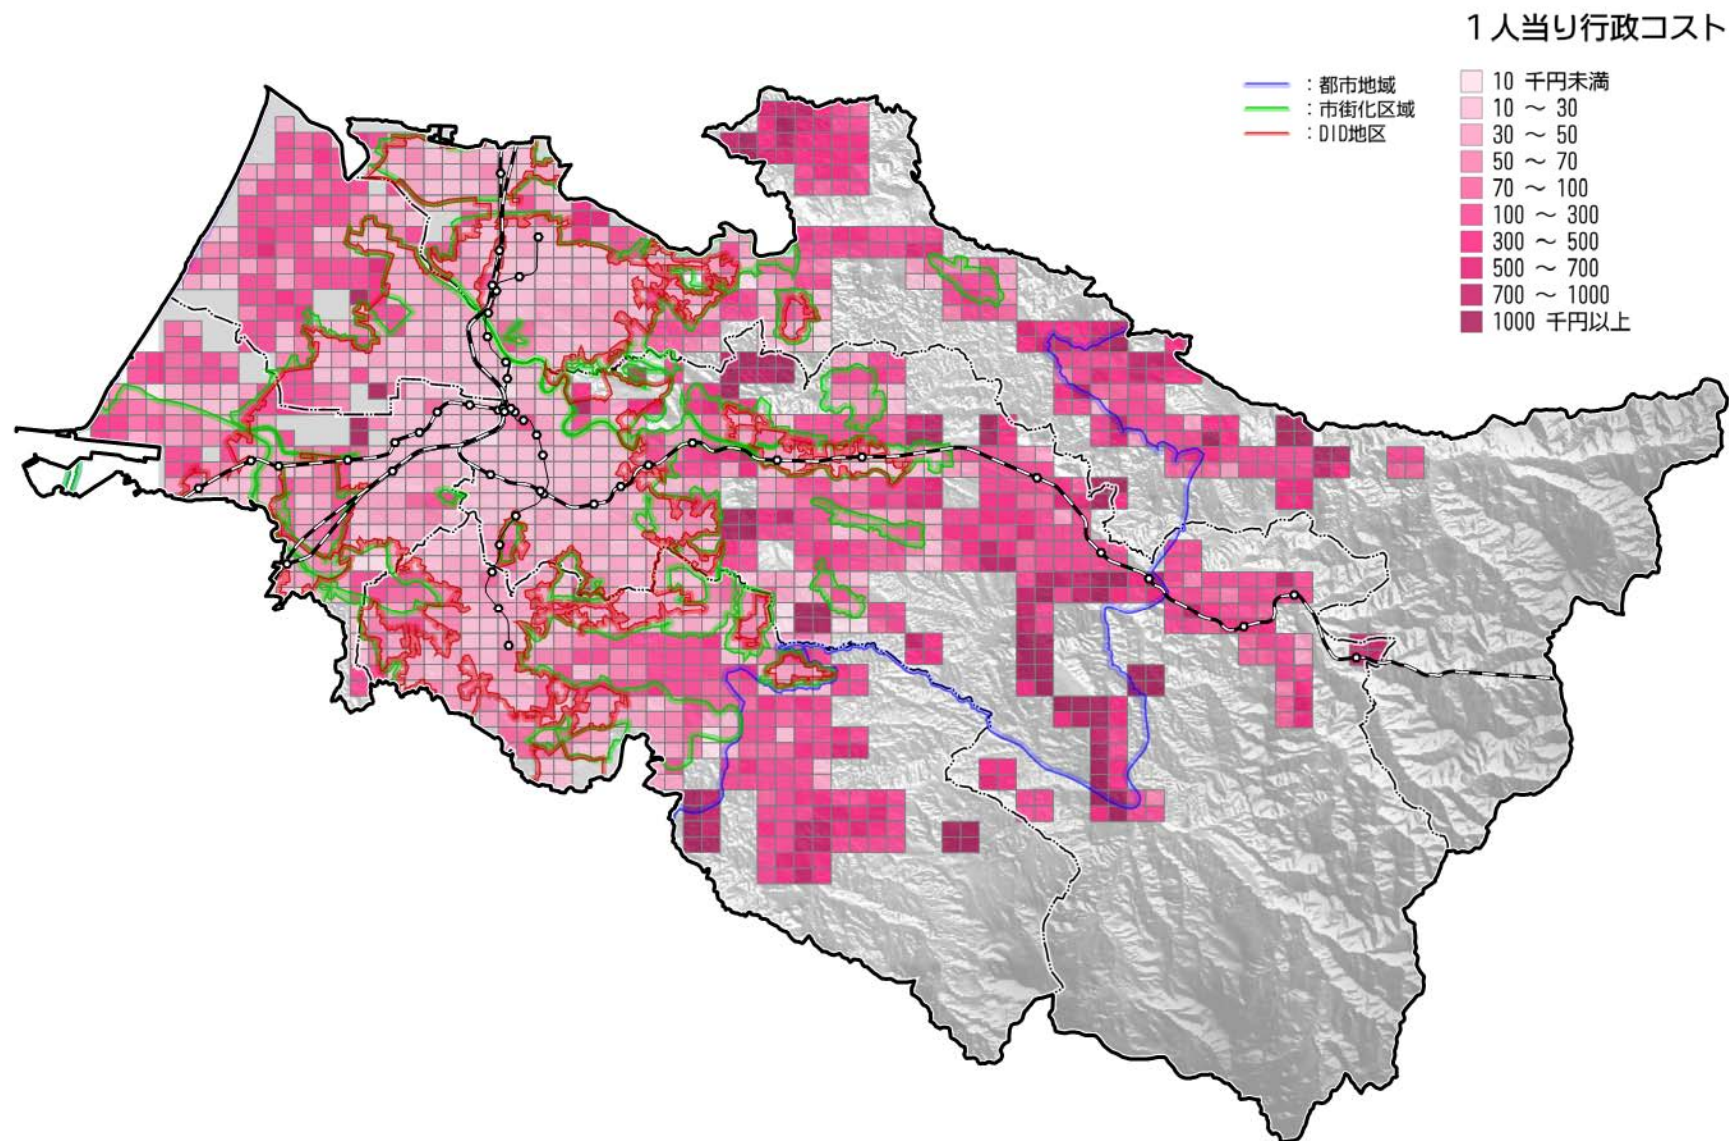 1人当り行政コスト
：都市地域
：市街化区域
：DID地区
10 千円未満
10 ～ 30
30 ～ 50
50 ～ 70
70 ～ 100
100 ～ 300
300 ～ 500
500 ～ 700
700 ～ 1000
1000 千円以上